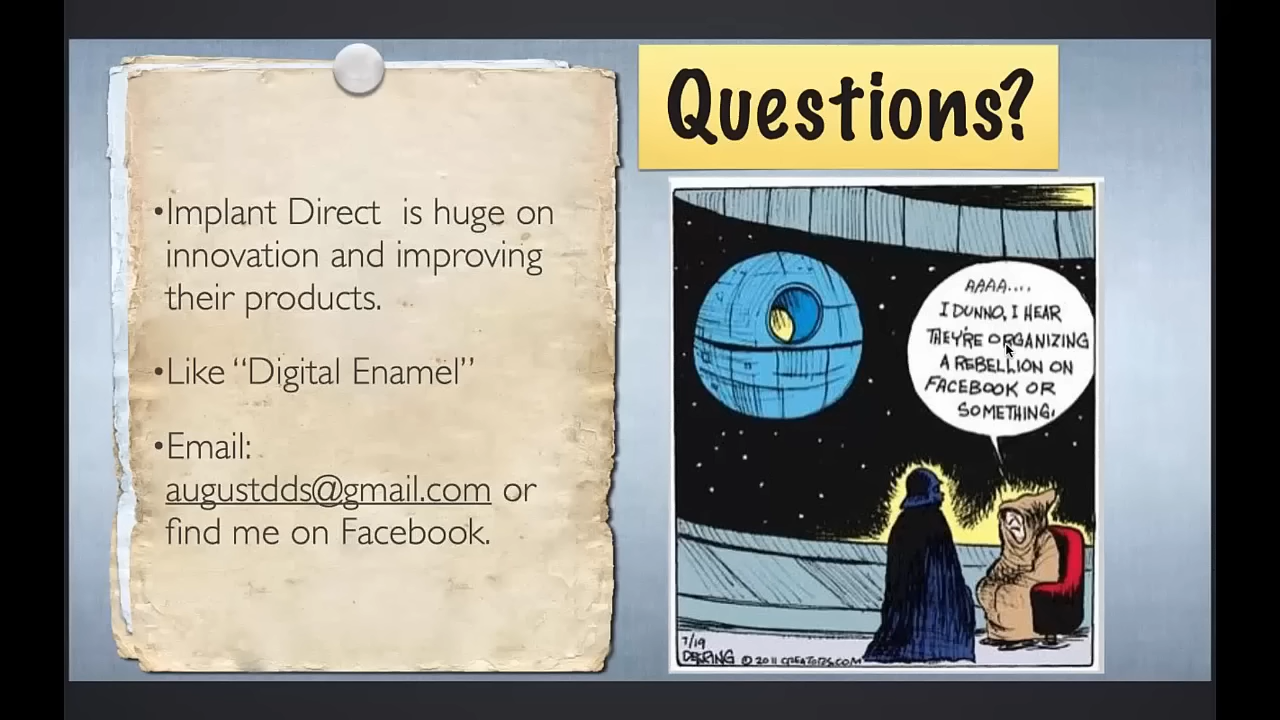 Questions?
•Implant Direct is huge on
innovation and improving
their products.
•Like “Digital Enamel”
•Email:
augustdds@gmail.com or
find me on Facebook.
AAAA....
I DUNNO, I HEAR
THEY'RE ORGANIZING
A REBELLION ON
FACEBOOK OR
SOMETHING.
7/19
DEERING © 2011 CREATORS.COM